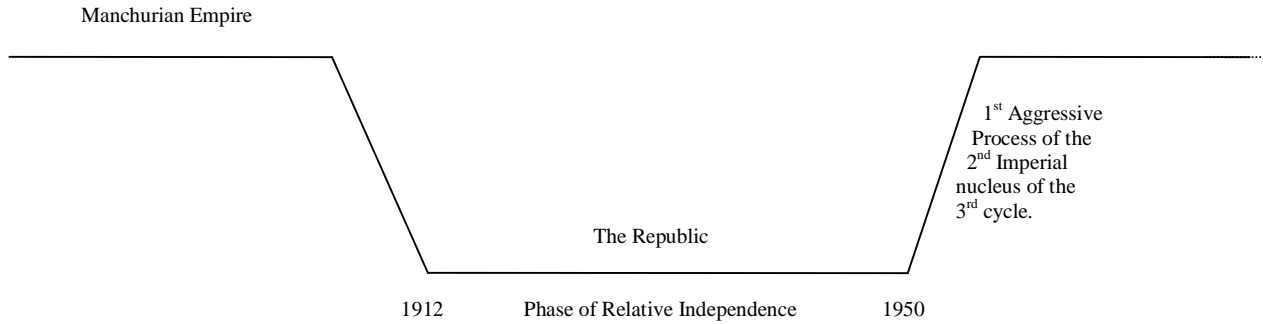 Manchurian Empire
1st Aggressive
Process of the
2nd Imperial
nucleus of the
3rd cycle.
The Republic
1912 Phase of Relative Independence 1950